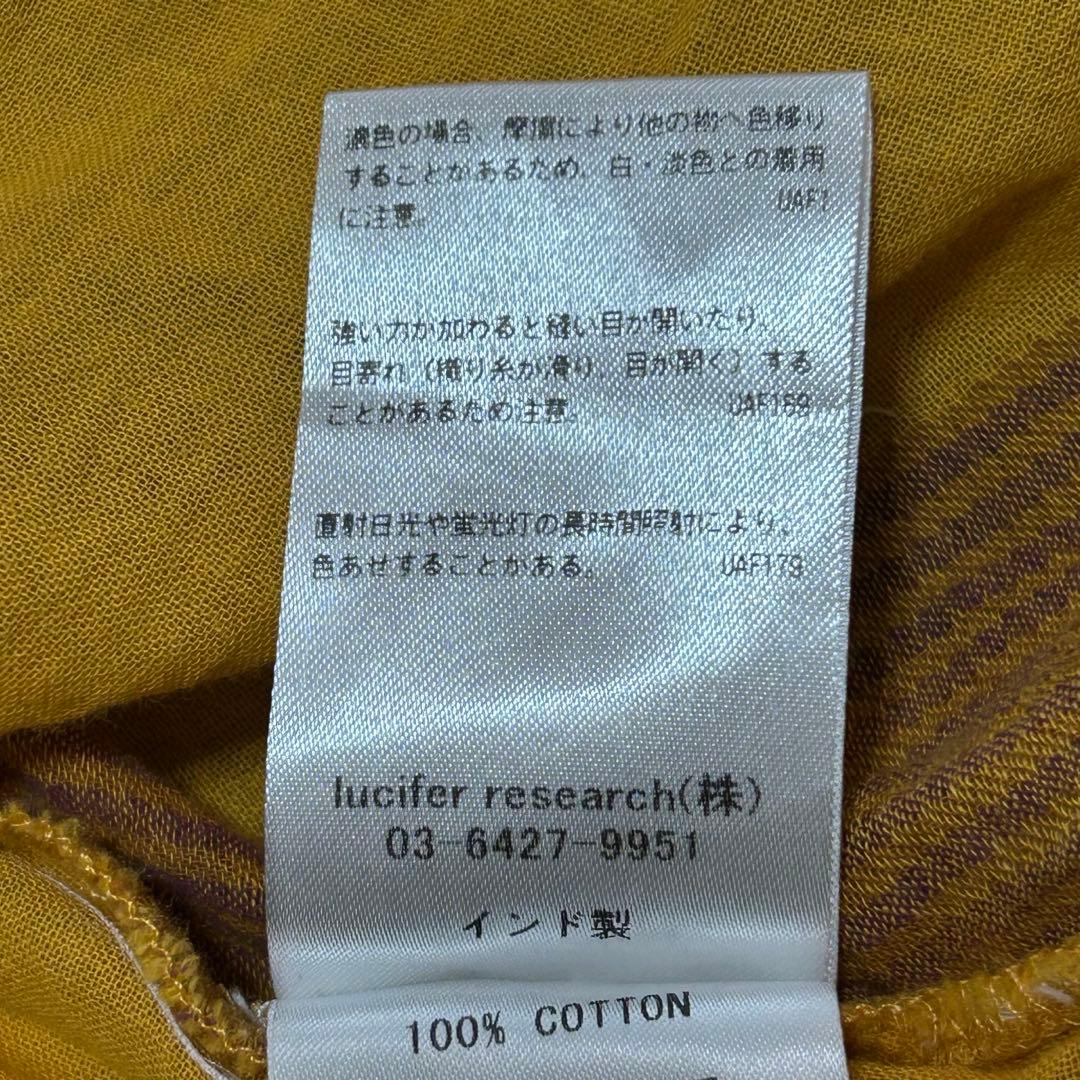 濃色の場合、摩擦により他の物へ色移り
することがあるため、白・淡色との着用
に注意。 UAF1
強い力が加わると縫い目が開いたり、
目寄れ（織り糸が滑り、目が開く）する
ことがあるため注意。 UAF169
直射日光や蛍光灯の長時間照射により、
色あせすることがある。 UAF179
lucifer research(株)
03-6427-9951
インド製
100% COTTON